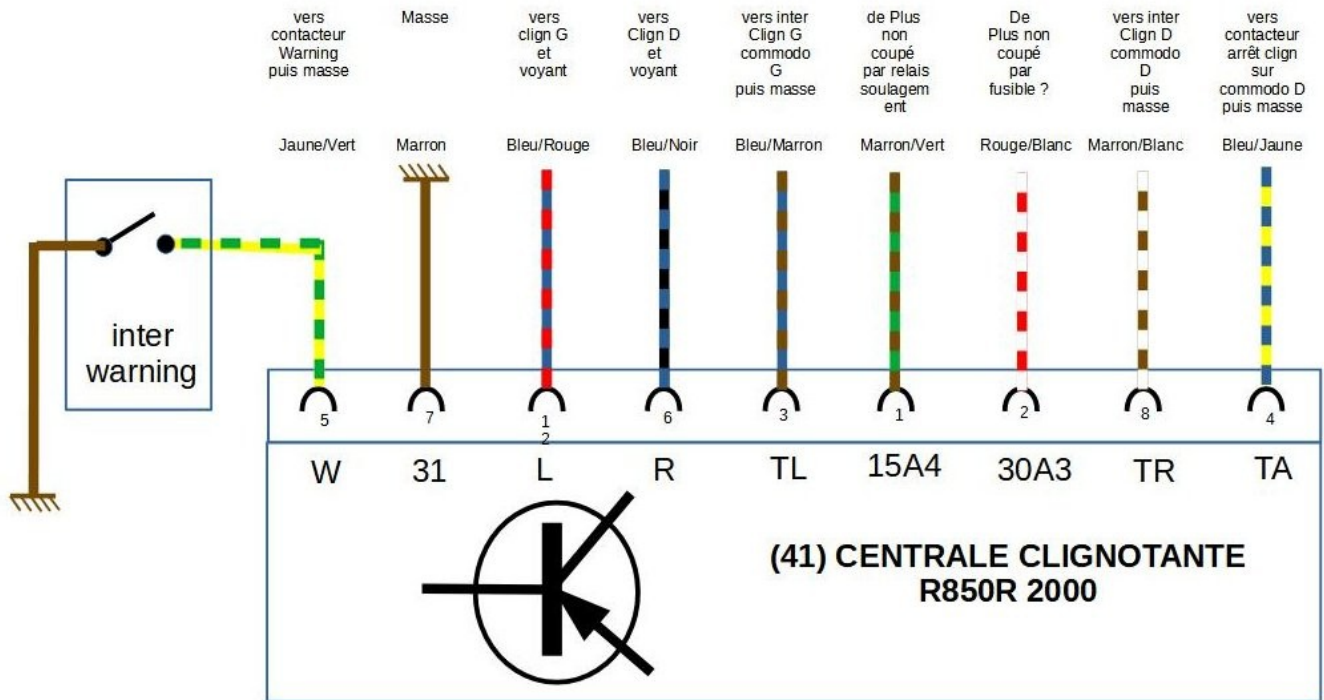 vers
contacteur
Warning
puis masse
Masse
vers
clign G
et
voyant
vers
Clign D
et
voyant
vers inter
Clign G
commodo
G
puis masse
de Plus
non
coupé
par relais
soulagem
ent
De
Plus non
coupé
par
fusible ?
vers inter
Clign D
commodo
D
puis
masse
vers
contacteur
arrêt clign
sur
commodo D
puis masse
Jaune/Vert
Marron
Bleu/Rouge
Bleu/Noir
Bleu/Marron
Marron/Vert
Rouge/Blanc
Marron/Blanc
Bleu/Jaune
inter
warning
5
7
1
2
6
3
1
2
8
4
W
31
L
R
TL
15A4
30A3
TR
TA
(41) CENTRALE CLIGNOTANTE
R850R 2000